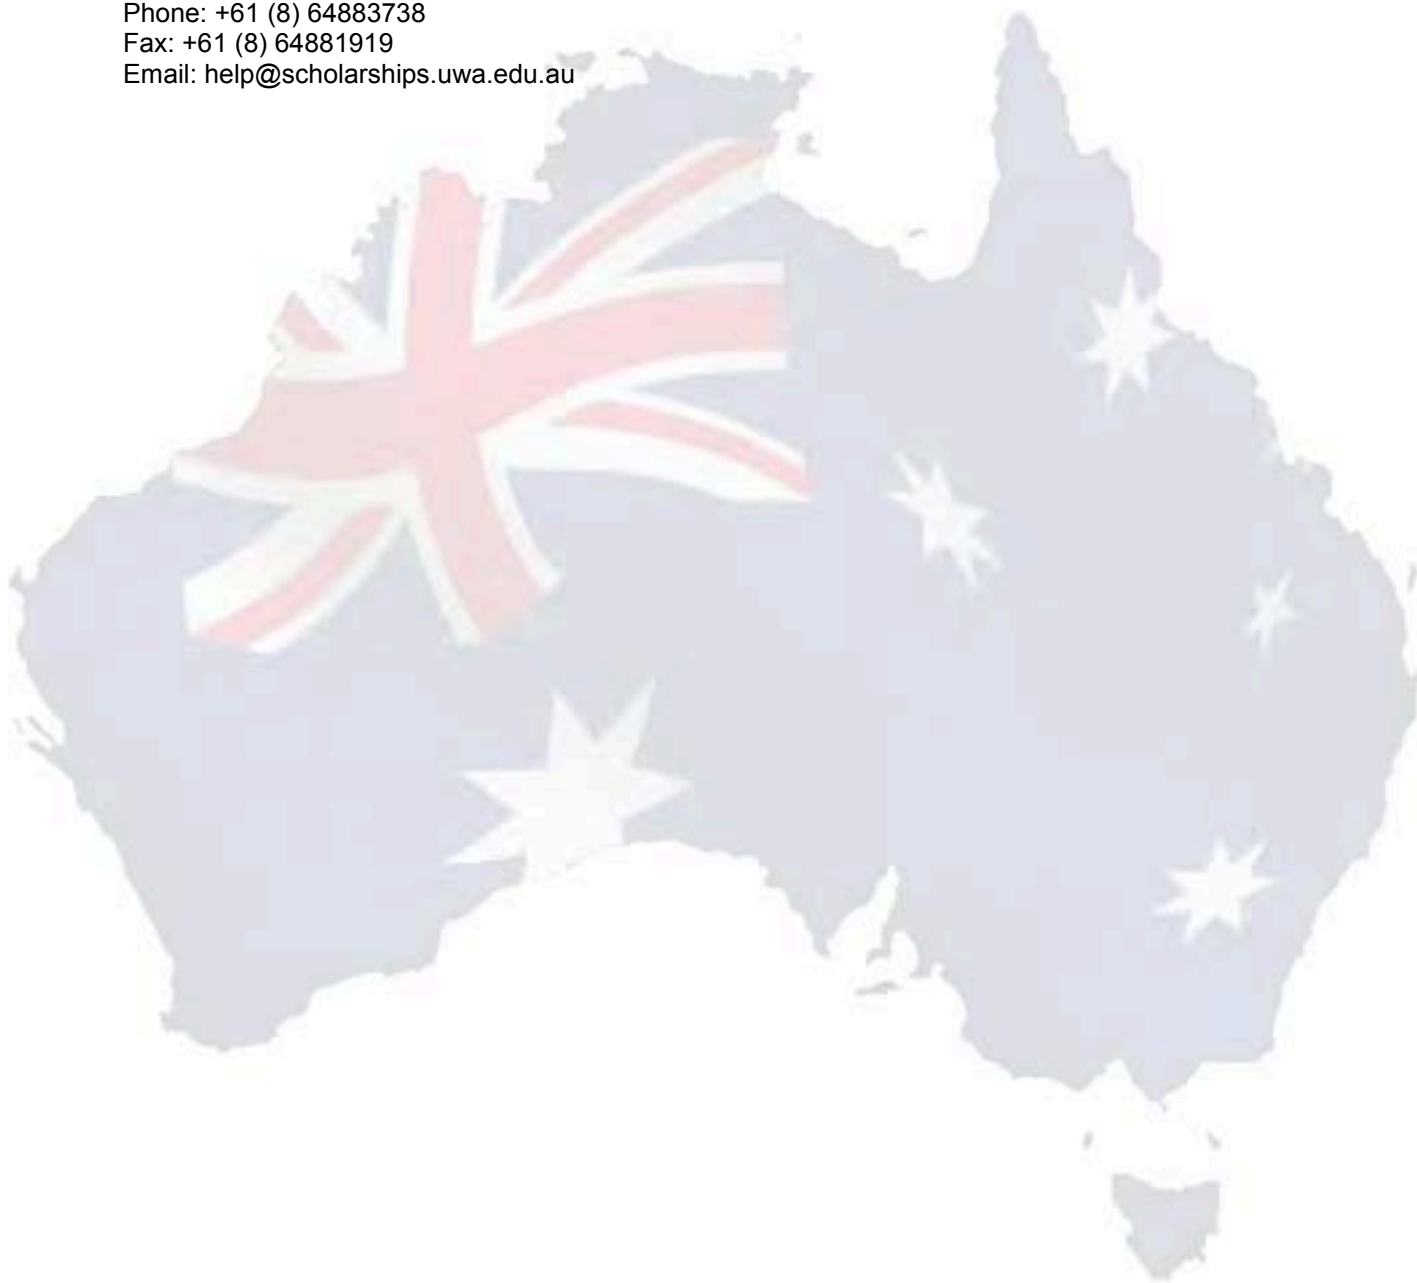 Phone: +61 (8) 64883738
Fax: +61 (8) 64881919
Email: help@scholarships.uwa.edu.au